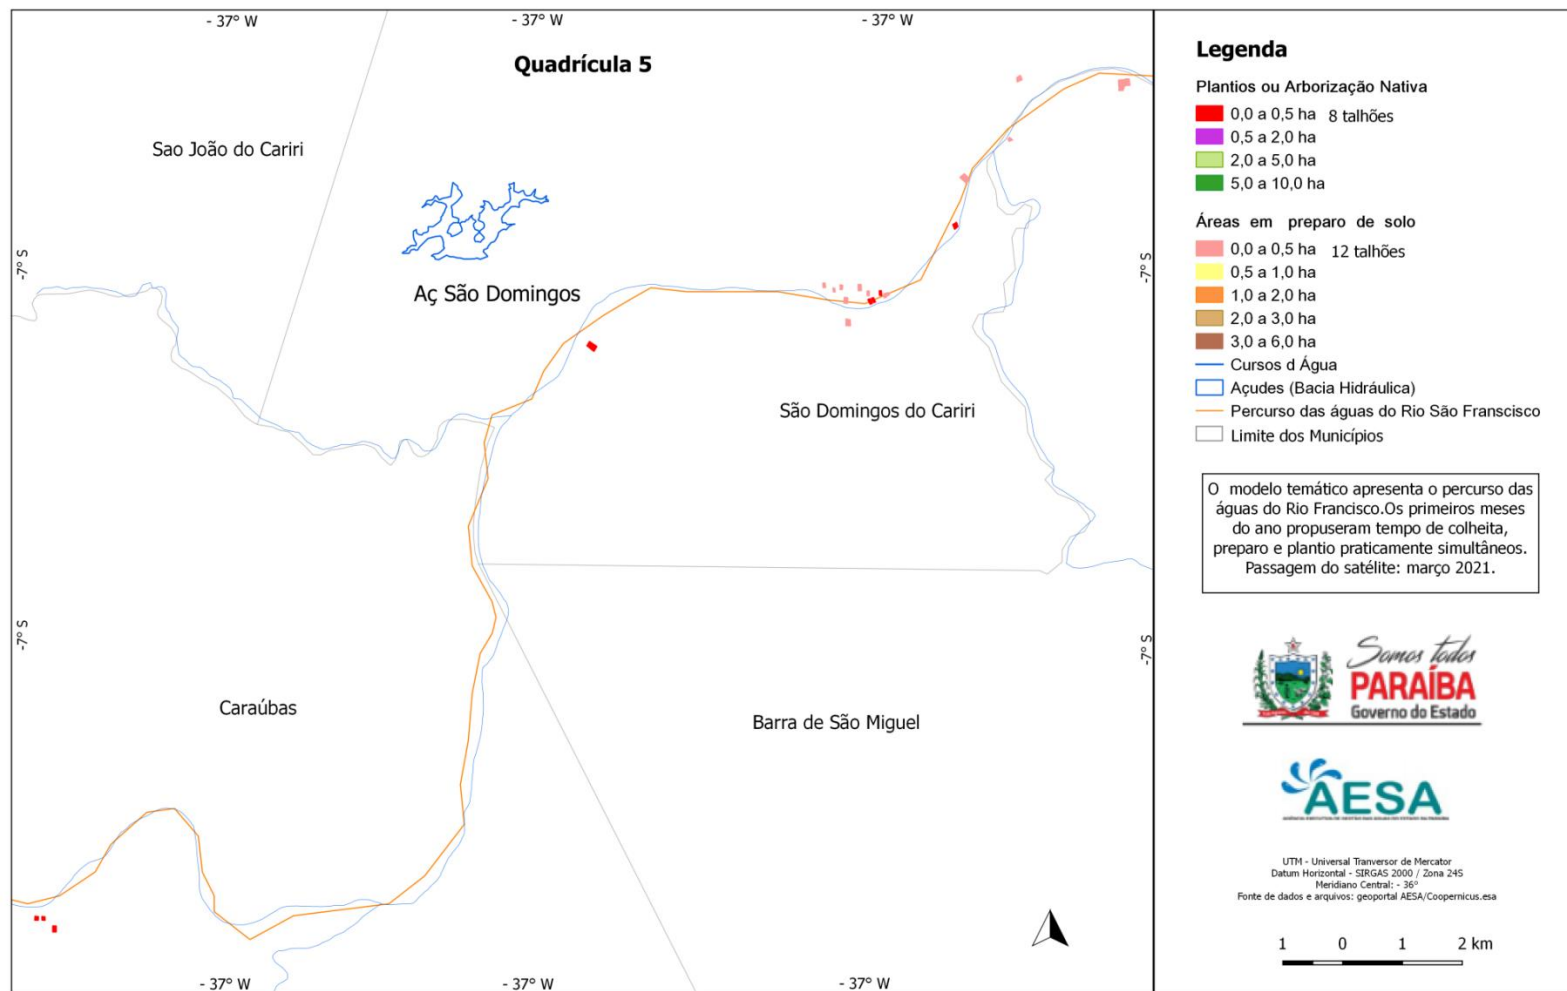 - 37° W
- 37° W
- 37° W
Quadrícula 5
Sao João do Cariri
-7° S
-7° S
Aç São Domingos
São Domingos do Cariri
-7° S
-7° S
Caraúbas
Barra de São Miguel
- 37° W
- 37° W
- 37° W
Legenda
Plantios ou Arborização Nativa
0,0 a 0,5 ha 8 talhões
0,5 a 2,0 ha
2,0 a 5,0 ha
5,0 a 10,0 ha
Áreas em preparo de solo
0,0 a 0,5 ha 12 talhões
0,5 a 1,0 ha
1,0 a 2,0 ha
2,0 a 3,0 ha
3,0 a 6,0 ha
Cursos d Água
Açudes (Bacia Hidráulica)
Percurso das águas do Rio São Franscisco
Limite dos Municípios
O modelo temático apresenta o percurso das
águas do Rio Francisco.Os primeiros meses
do ano propuseram tempo de colheita,
preparo e plantio praticamente simultâneos.
Passagem do satélite: março 2021.
Somos todos
PARAÍBA
Governo do Estado
AESA
UTM - Universal Tranversor de Mercator
Datum Horizontal - SIRGAS 2000 / Zona 24S
Meridiano Central: - 36º
Fonte de dados e arquivos: geoportal AESA/Coopernicus.esa
1 0 1 2 km